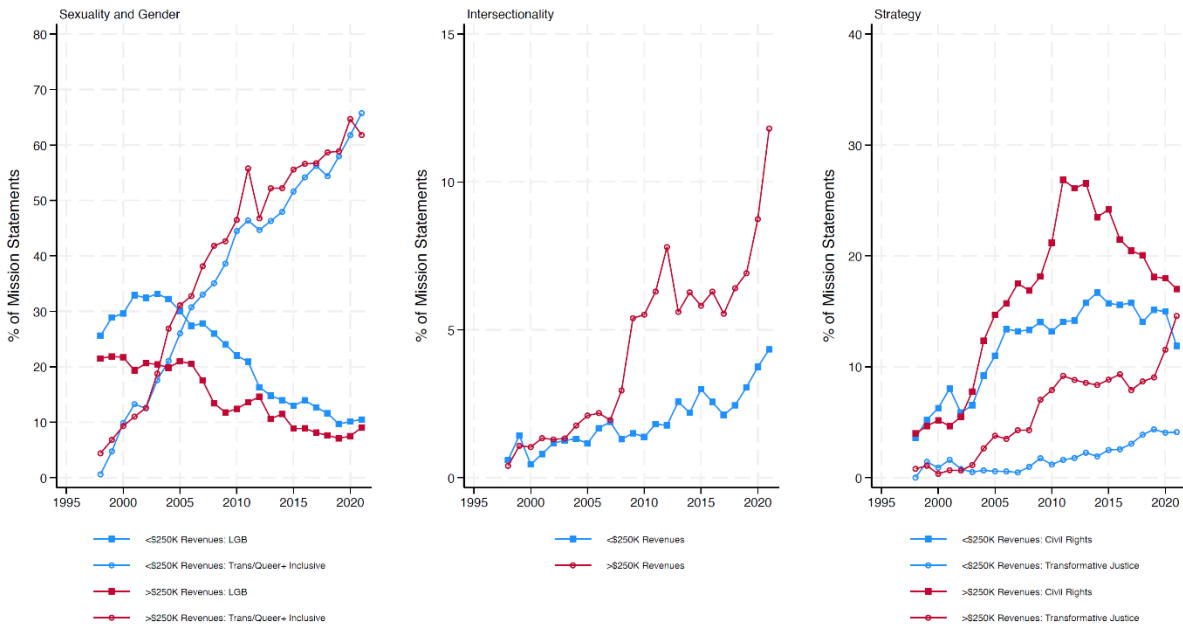 Sexuality and Gender
80
70
60
50
40
30
20
10
0
% of Mission Statements
1995 2000 2005 2010 2015 2020
<$250K Revenues: LGB
<$250K Revenues: Trans/Queer+ Inclusive
>$250K Revenues: LGB
>$250K Revenues: Trans/Queer+ Inclusive
Intersectionality
15
10
5
0
% of Mission Statements
1995 2000 2005 2010 2015 2020
<$250K Revenues
>$250K Revenues
Strategy
40
30
20
10
0
% of Mission Statements
1995 2000 2005 2010 2015 2020
<$250K Revenues: Civil Rights
<$250K Revenues: Transformative Justice
>$250K Revenues: Civil Rights
>$250K Revenues: Transformative Justice